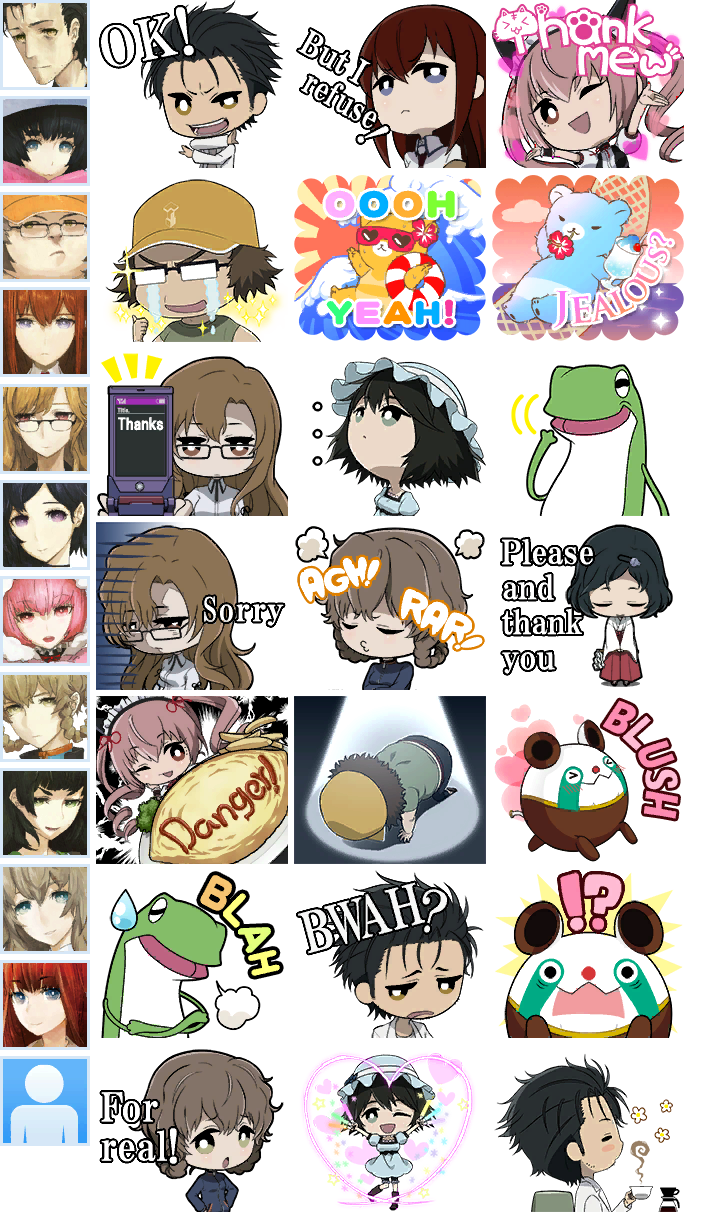 OK!
But I
refuse!
Thank
mew
OOOH
YEAH!
JEALOUS?
Title.
Thanks
Sorry
AGH!
RAR!
Please
and
thank
you
Danger!
BLUSH
BLAH
BWAH?
!?
For
real!